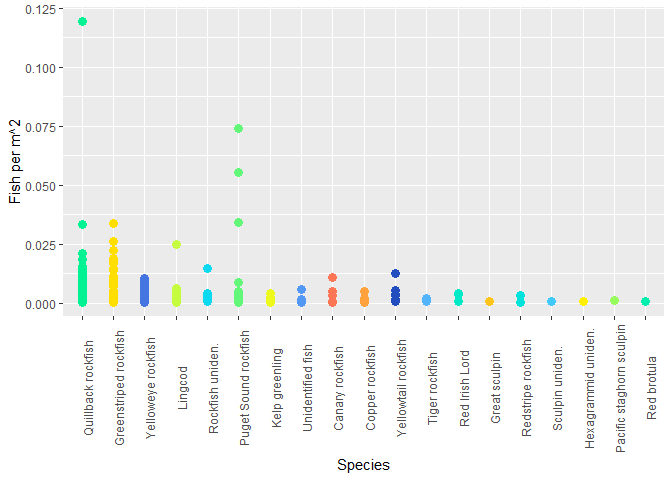 0.125
0.100
0.075
0.050
0.025
0.000
Fish per m^2
Quillback rockfish
Greenstriped rockfish
Yelloweye rockfish
Lingcod
Rockfish uniden.
Puget Sound rockfish
Kelp greenling
Unidentified fish
Canary rockfish
Copper rockfish
Yellowtail rockfish
Tiger rockfish
Red Irish Lord
Great sculpin
Redstripe rockfish
Sculpin uniden.
Hexagrammid uniden.
Pacific staghorn sculpin
Red brotula
Species